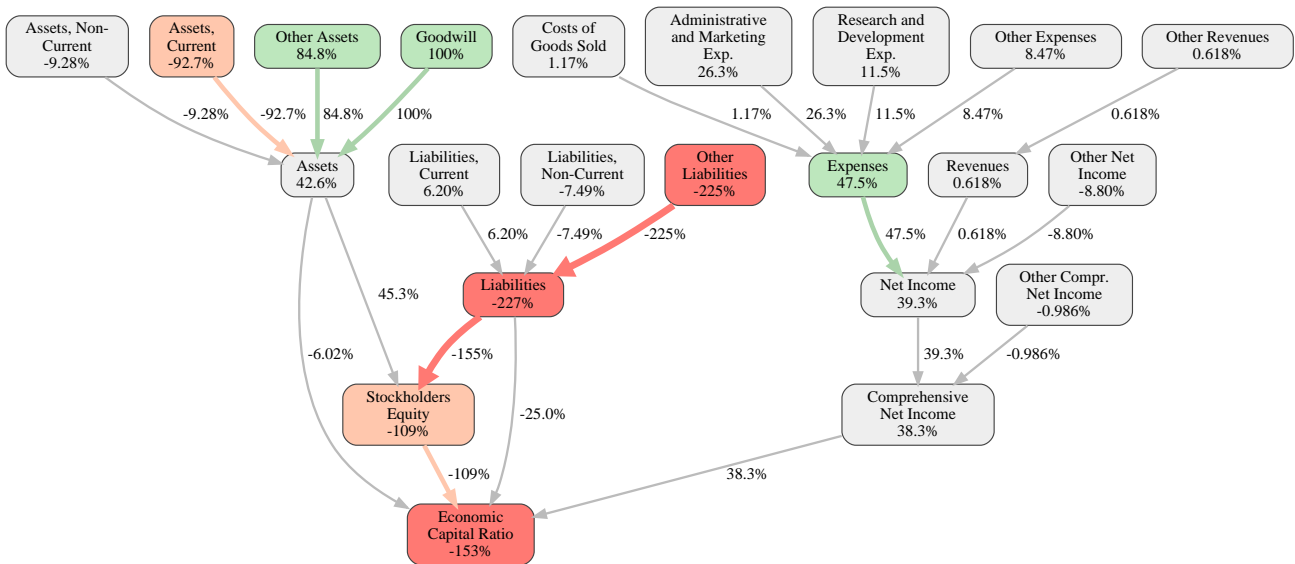 Assets, Non-
Current
-9.28%
Assets,
Current
-92.7%
Other Assets
84.8%
Goodwill
100%
Costs of
Goods Sold
1.17%
Administrative
and Marketing
Exp.
26.3%
Research and
Development
Exp.
11.5%
Other Expenses
8.47%
Other Revenues
0.618%
-9.28%
-92.7%
84.8%
100%
1.17%
26.3%
11.5%
8.47%
0.618%
Assets
42.6%
Liabilities,
Current
6.20%
Liabilities,
Non-Current
-7.49%
Other
Liabilities
-225%
Expenses
47.5%
Revenues
0.618%
Other Net
Income
-8.80%
6.20%
-7.49%
-225%
47.5%
0.618%
-8.80%
45.3%
Liabilities
-227%
Net Income
39.3%
Other Compr.
Net Income
-0.986%
-6.02%
-155%
39.3%
-0.986%
Stockholders
Equity
-109%
-25.0%
Comprehensive
Net Income
38.3%
-109%
38.3%
Economic
Capital Ratio
-153%